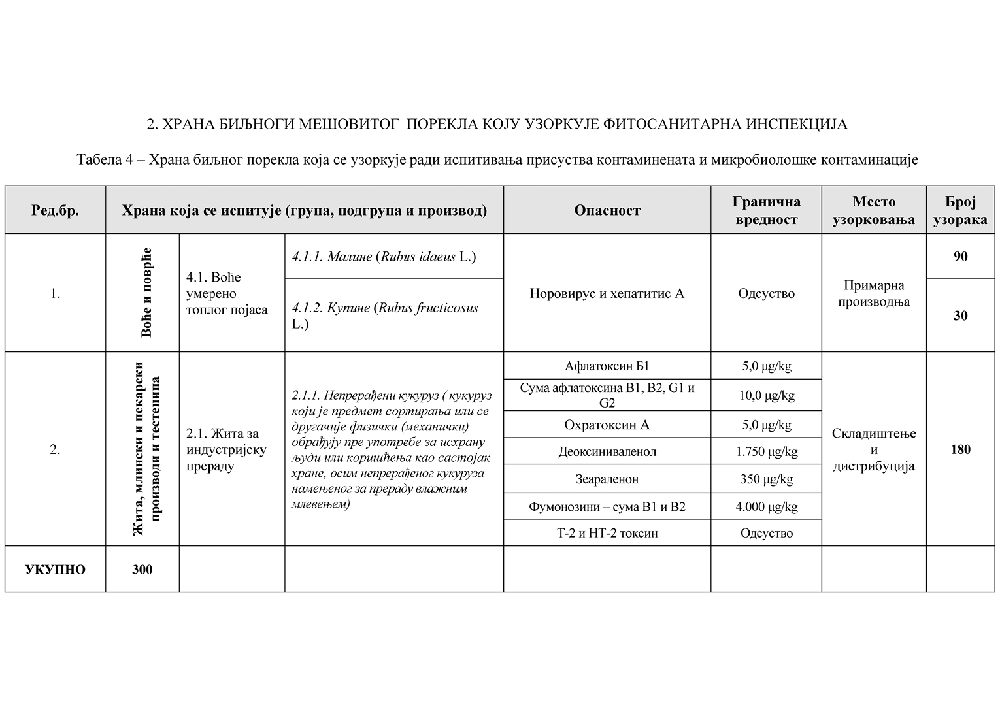 2. ХРАНА БИЉНОГИ МЕШОВИТОГ ПОРЕКЛА КОЈУ УЗОРКУЈЕ ФИТОСАНИТАРНА ИНСПЕКЦИЈА
Табела 4 – Храна биљног порекла која се узоркује ради испитивања присуства контаминената и микробиолошке контаминације
Ред.бр.
Храна која се испитује (група, подгрупа и производ)
Опасност
Гранична
вредност
Место
узорковања
Број
узорака
1.
Воће и поврће
4.1. Воће
умерено
топлог појаса
4.1.1. Малине (Rubus idaeus L.)
4.1.2. Купине (Rubus fructicosus
L.)
Норовирус и хепатитис А
Одсуство
Примарна
производња
90
30
2.
Жита, млински и пекарски
производи и тестенина
2.1. Жита за
индустријску
прераду
2.1.1. Непрерађени кукуруз ( кукуруз
који је предмет сортирања или се
другачије физички (механички)
обрађују пре употребе за исхрану
људи или коришћења као састојак
хране, осим непрерађеног кукуруза
намењеног за прераду влажним
млевењем)
Афлатоксин Б1
5,0 μg/kg
Сума афлатоксина B1, B2, G1 и
G2
10,0 μg/kg
Охратоксин А
5,0 μg/kg
Деоксиниваленол
1.750 μg/kg
Зеараленон
350 μg/kg
Фумонозини – сума B1 и B2
4.000 μg/kg
Т-2 и НТ-2 токсин
Одсуство
Складиштење
и
дистрибуција
180
УКУПНО
300